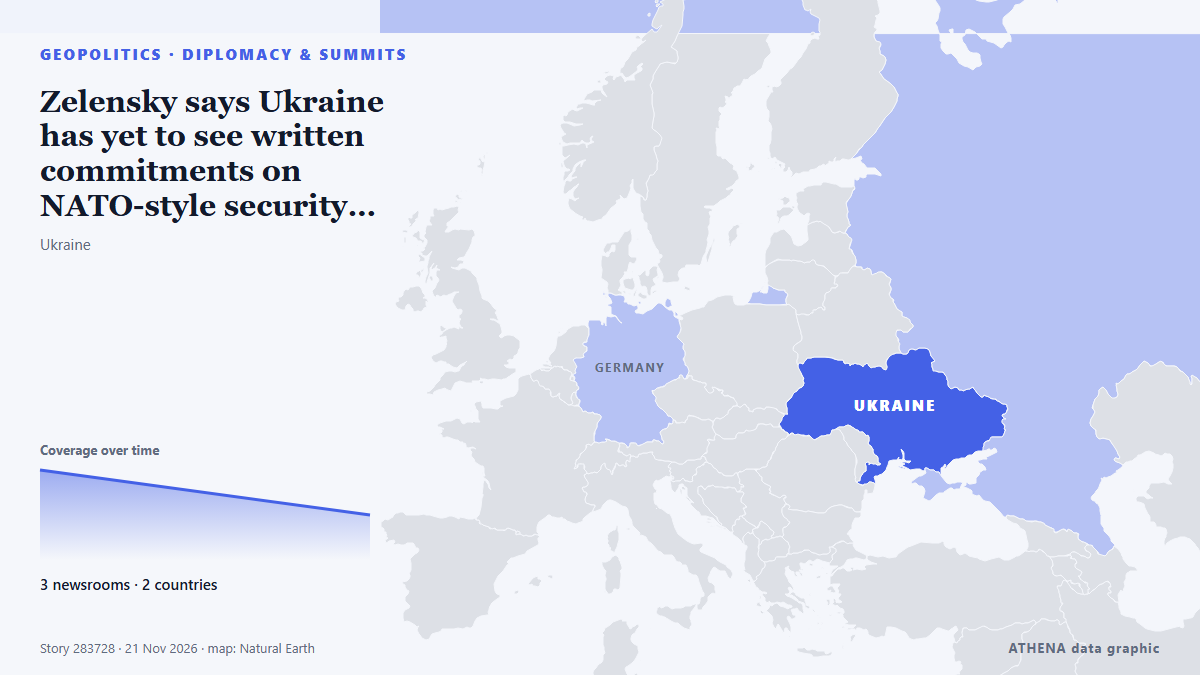 GEOPOLITICS · DIPLOMACY & SUMMITS
Zelensky says Ukraine
has yet to see written
commitments on
NATO-style security...
Ukraine
GERMANY
UKRAINE
Coverage over time
3 newsrooms · 2 countries
Story 283728 · 21 Nov 2026 · map: Natural Earth
ATHENA data graphic